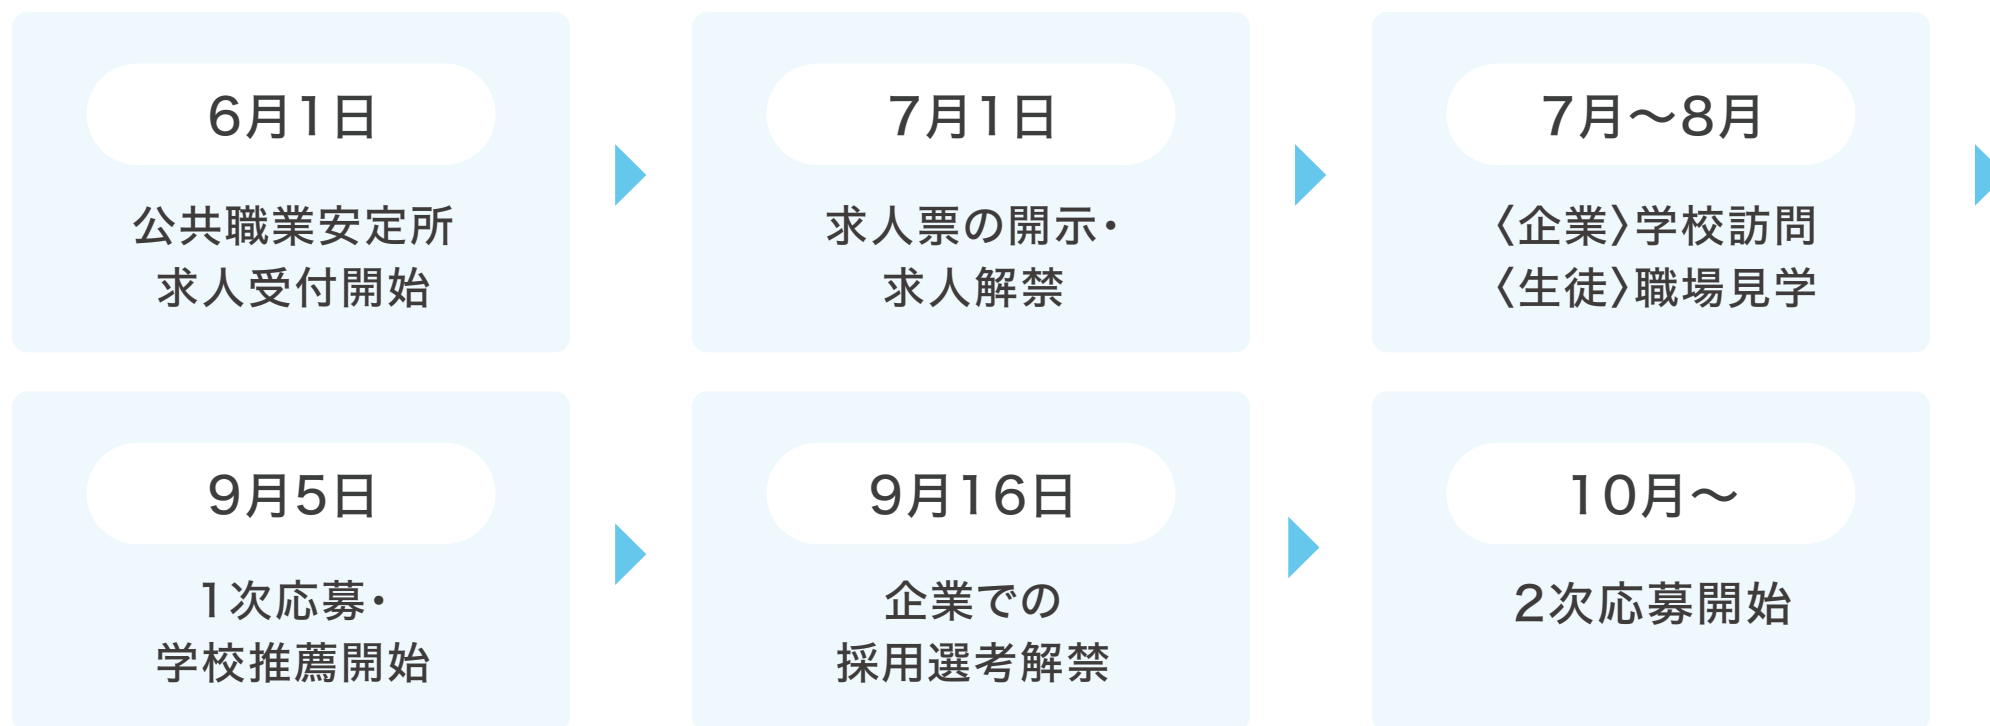 6月1日
公共職業安定所
求人受付開始
7月1日
求人票の開示・
求人解禁
7月〜8月
〈企業〉学校訪問
〈生徒〉職場見学
9月5日
1次応募・
学校推薦開始
9月16日
企業での
採用選考解禁
10月〜
2次応募開始